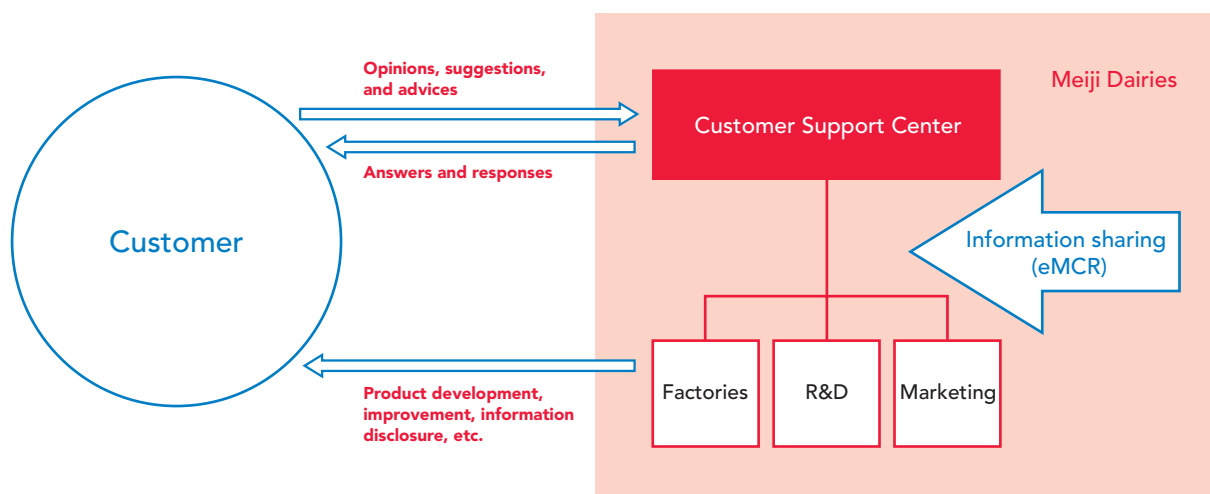 Opinions, suggestions,
and advices
Meiji Dairies
Customer Support Center
Answers and responses
Customer
Information sharing
(eMCR)
Factories
R&D
Marketing
Product development,
improvement, information
disclosure, etc.